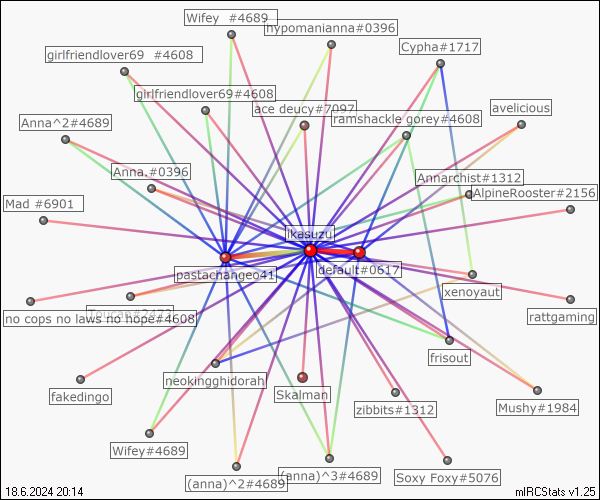 Wifey  #4689
hypomanianna#0396
Cypha#1717
girlfriendlover69  #4608
girlfriendlover69#4608
ace deucy#7097
ramshackle gorey#4608
avelicious
Anna^2#4689
Anna.#0396
Annarchist#1312
AlpineRooster#2156
Mad #6901
ikasuzu
pastachange041
default#0617
xenoyaut
no cops no laws no hope#4608
rattgaming
frisout
neokingghidorah
fakedingo
Skalman
zibbits#1312
Mushy#1984
Wifey#4689
(anna)^2#4689
(anna)^3#4689
Soxy Foxy#5076
18.6.2024 20:14
mIRCStats v1.25